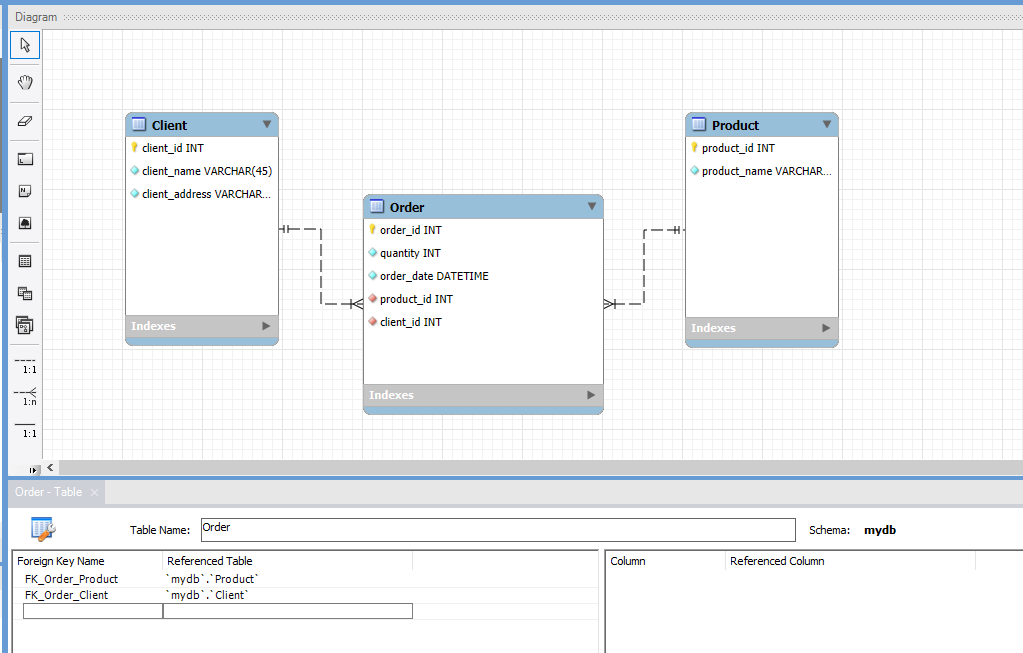 Diagram
Client
client_id INT
client_name VARCHAR(45)
client_address VARCHAR...
Indexes
Order
order_id INT
quantity INT
order_date DATETIME
product_id INT
client_id INT
Indexes
Product
product_id INT
product_name VARCHAR...
Indexes
1:1
1:n
1:1
Order - Table
Table Name: Order Schema: mydb
Foreign Key Name Referenced Table Column Referenced Column
FK_Order_Product `mydb`.`Product`
FK_Order_Client `mydb`.`Client`